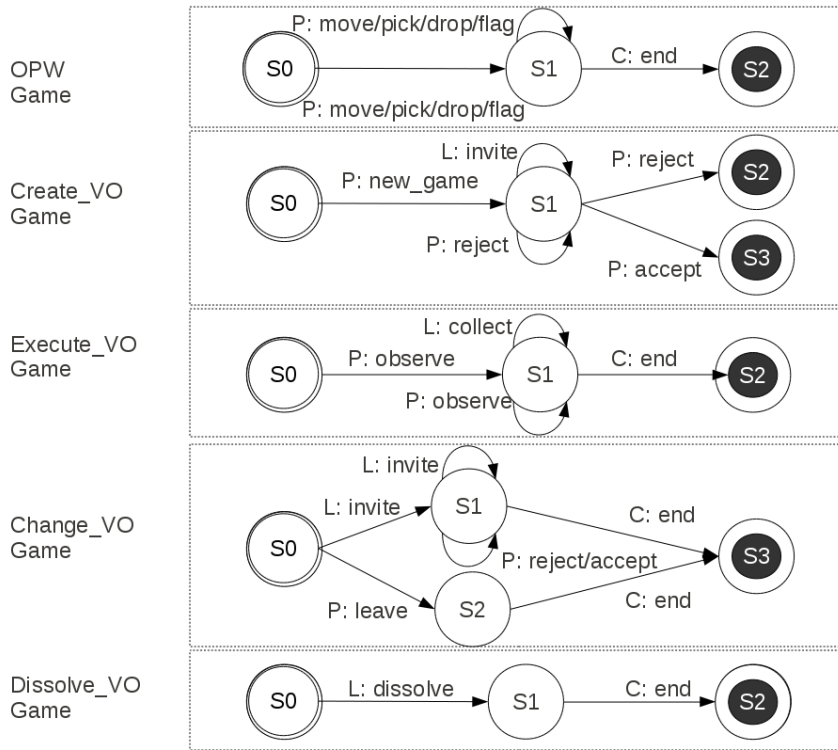 OPW
Game
P: move/pick/drop/flag
S0
S1
C: end
S2
P: move/pick/drop/flag
Create_VO
Game
L: invite
P: reject
S2
P: new_game
S0
S1
P: reject
S3
P: accept
Execute_VO
Game
L: collect
P: observe
C: end
S0
S1
S2
P: observe
Change_VO
Game
L: invite
L: invite
S1
C: end
S0
S3
P: reject/accept
P: leave
S2
C: end
Dissolve_VO
Game
S0
L: dissolve
S1
C: end
S2